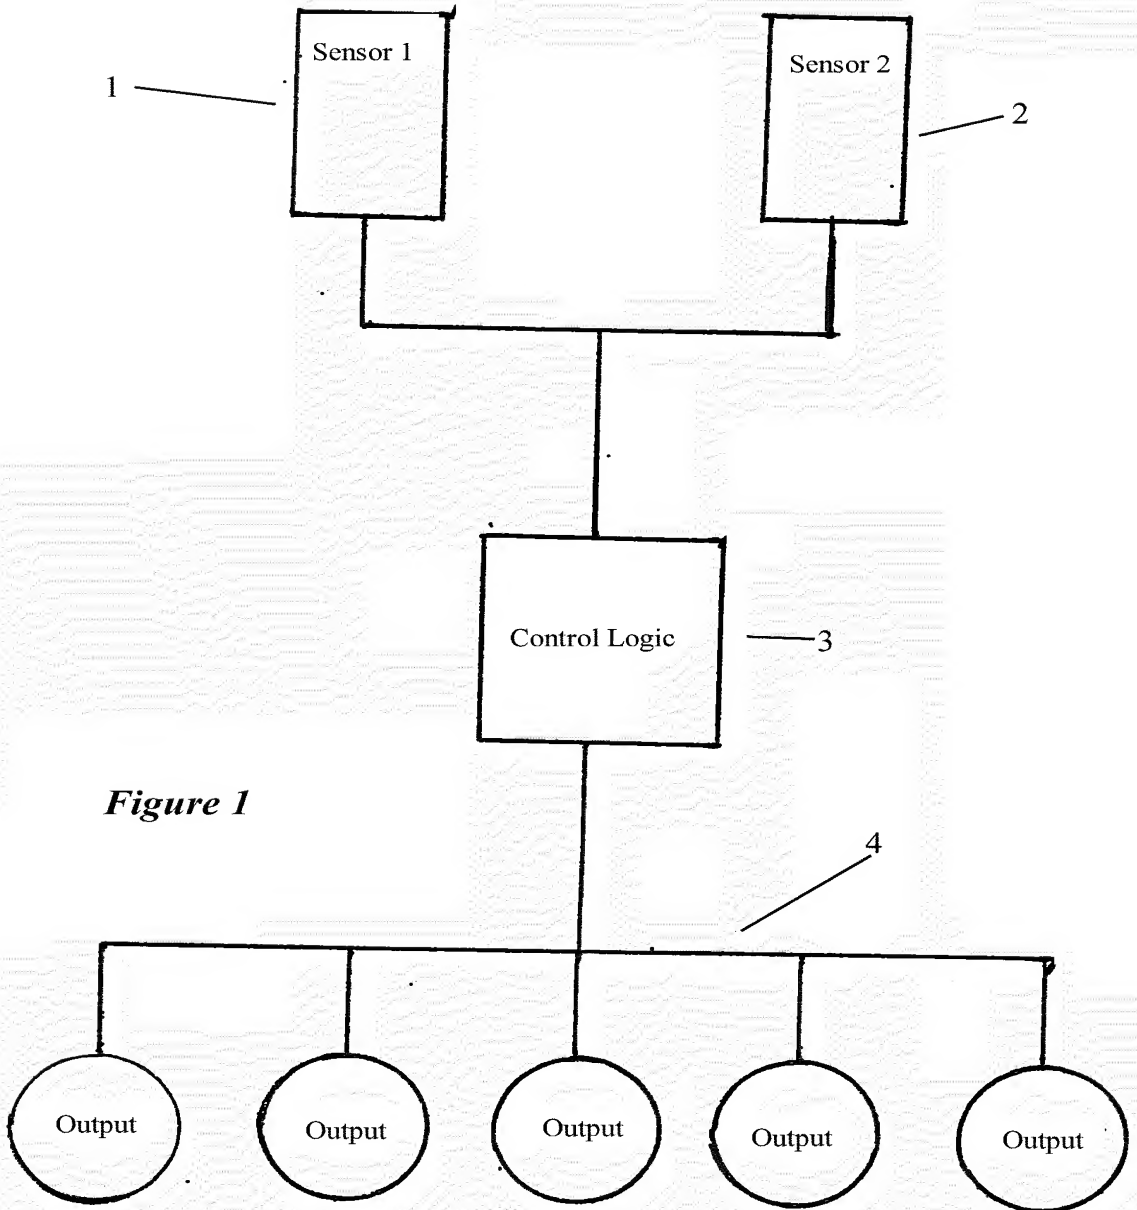 Sensor 1
Sensor 2
1
2
Control Logic
3
Figure 1
4
Output
Output
Output
Output
Output